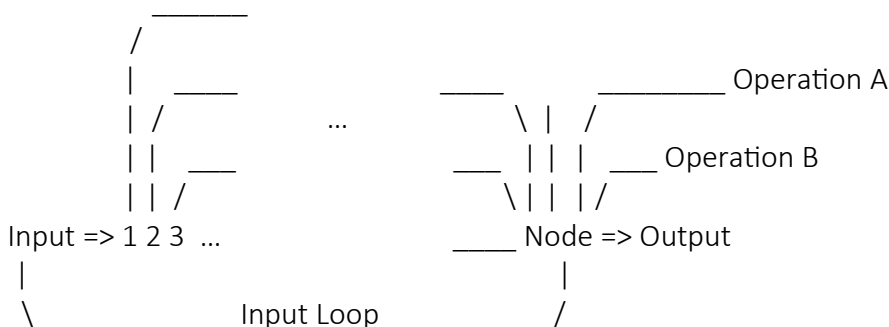 ...
Operation A
Operation B
Input => 1 2 3 ... Node => Output
Input Loop